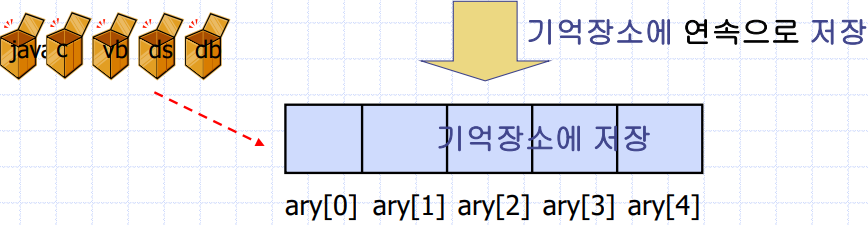 기억장소에 연속으로 저장
java c vb ds db
기억장소에 저장
ary[0] ary[1] ary[2] ary[3] ary[4]